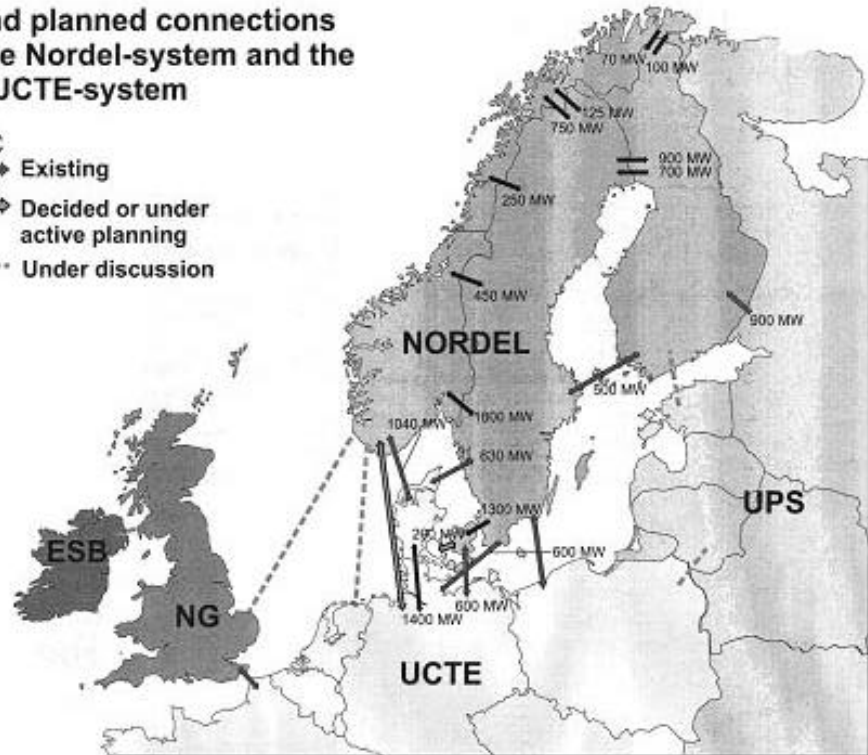 nd planned connections
e Nordel-system and the
UCTE-system
Existing
Decided or under
active planning
Under discussion
70 MW
100 MW
125 MW
750 MW
900 MW
700 MW
250 MW
450 MW
900 MW
NORDEL
500 MW
1040 MW
630 MW
1300 MW
UPS
ESB
600 MW
NG
600 MW
1400 MW
UCTE